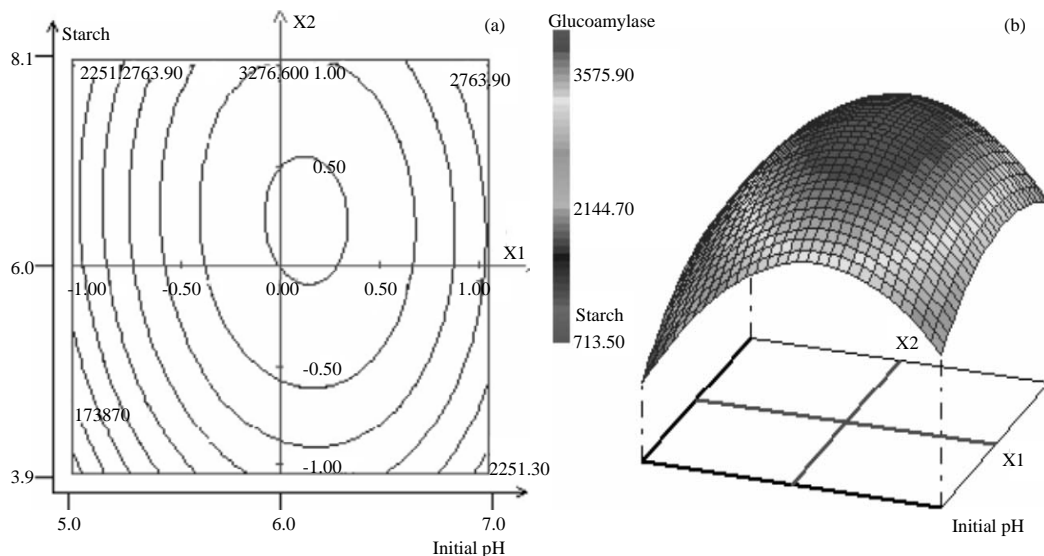 X2
(a)
Starch
8.1
2251.
2763.90
3276.600
1.00
2763.90
0.50
X1
6.0
-1.00
-0.50
0.00
0.50
1.00
-0.50
173870
-1.00
2251.30
3.9
5.0
6.0
7.0
Initial pH
Glucoamylase
(b)
3575.90
2144.70
Starch
713.50
X2
X1
Initial pH